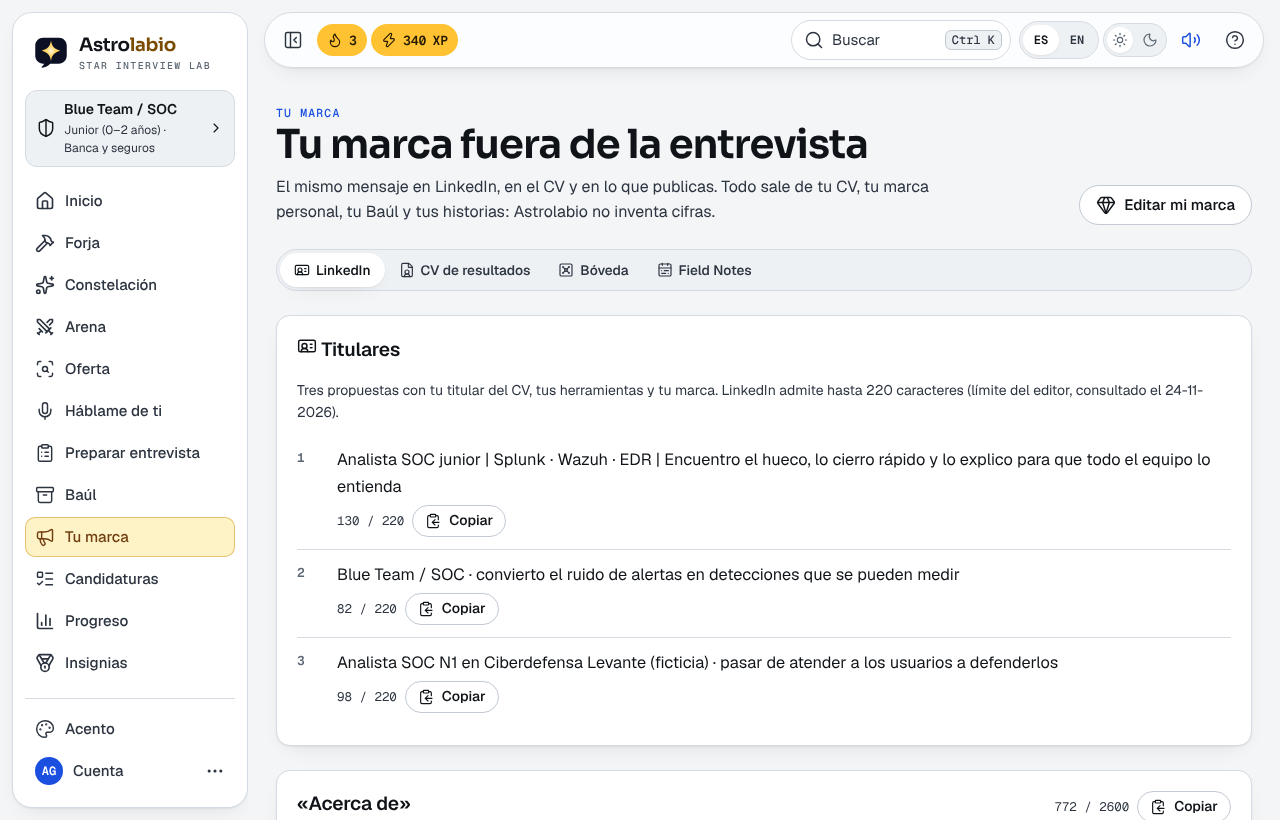 Astrolabio
STAR INTERVIEW LAB
Blue Team / SOC
Junior (0–2 años) ·
Banca y seguros
Inicio
Forja
Constelación
Arena
Oferta
Háblame de ti
Preparar entrevista
Baúl
Tu marca
Candidaturas
Progreso
Insignias
Acento
AG Cuenta
3 340 XP Buscar Ctrl K ES EN
TU MARCA
Tu marca fuera de la entrevista
El mismo mensaje en LinkedIn, en el CV y en lo que publicas. Todo sale de tu CV, tu marca
personal, tu Baúl y tus historias: Astrolabio no inventa cifras.
Editar mi marca
LinkedIn CV de resultados Bóveda Field Notes
Titulares
Tres propuestas con tu titular del CV, tus herramientas y tu marca. LinkedIn admite hasta 220 caracteres (límite del editor, consultado el 24-11-
2026).
1 Analista SOC junior | Splunk · Wazuh · EDR | Encuentro el hueco, lo cierro rápido y lo explico para que todo el equipo lo
entienda
130 / 220 Copiar
2 Blue Team / SOC · convierto el ruido de alertas en detecciones que se pueden medir
82 / 220 Copiar
3 Analista SOC N1 en Ciberdefensa Levante (ficticia) · pasar de atender a los usuarios a defenderlos
98 / 220 Copiar
«Acerca de» 772 / 2600 Copiar